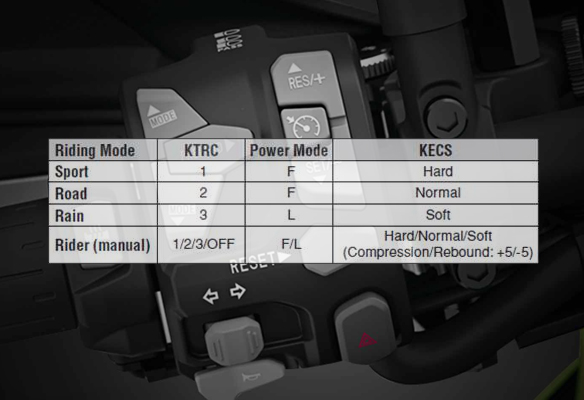 PASS
MODE
RES/+
Riding Mode KTRC Power Mode KECS
Sport 1 F Hard
Road 2 F Normal
Rain 3 L Soft
Rider (manual) 1/2/3/OFF F/L Hard/Normal/Soft
(Compression/Rebound: +5/-5)
RESET